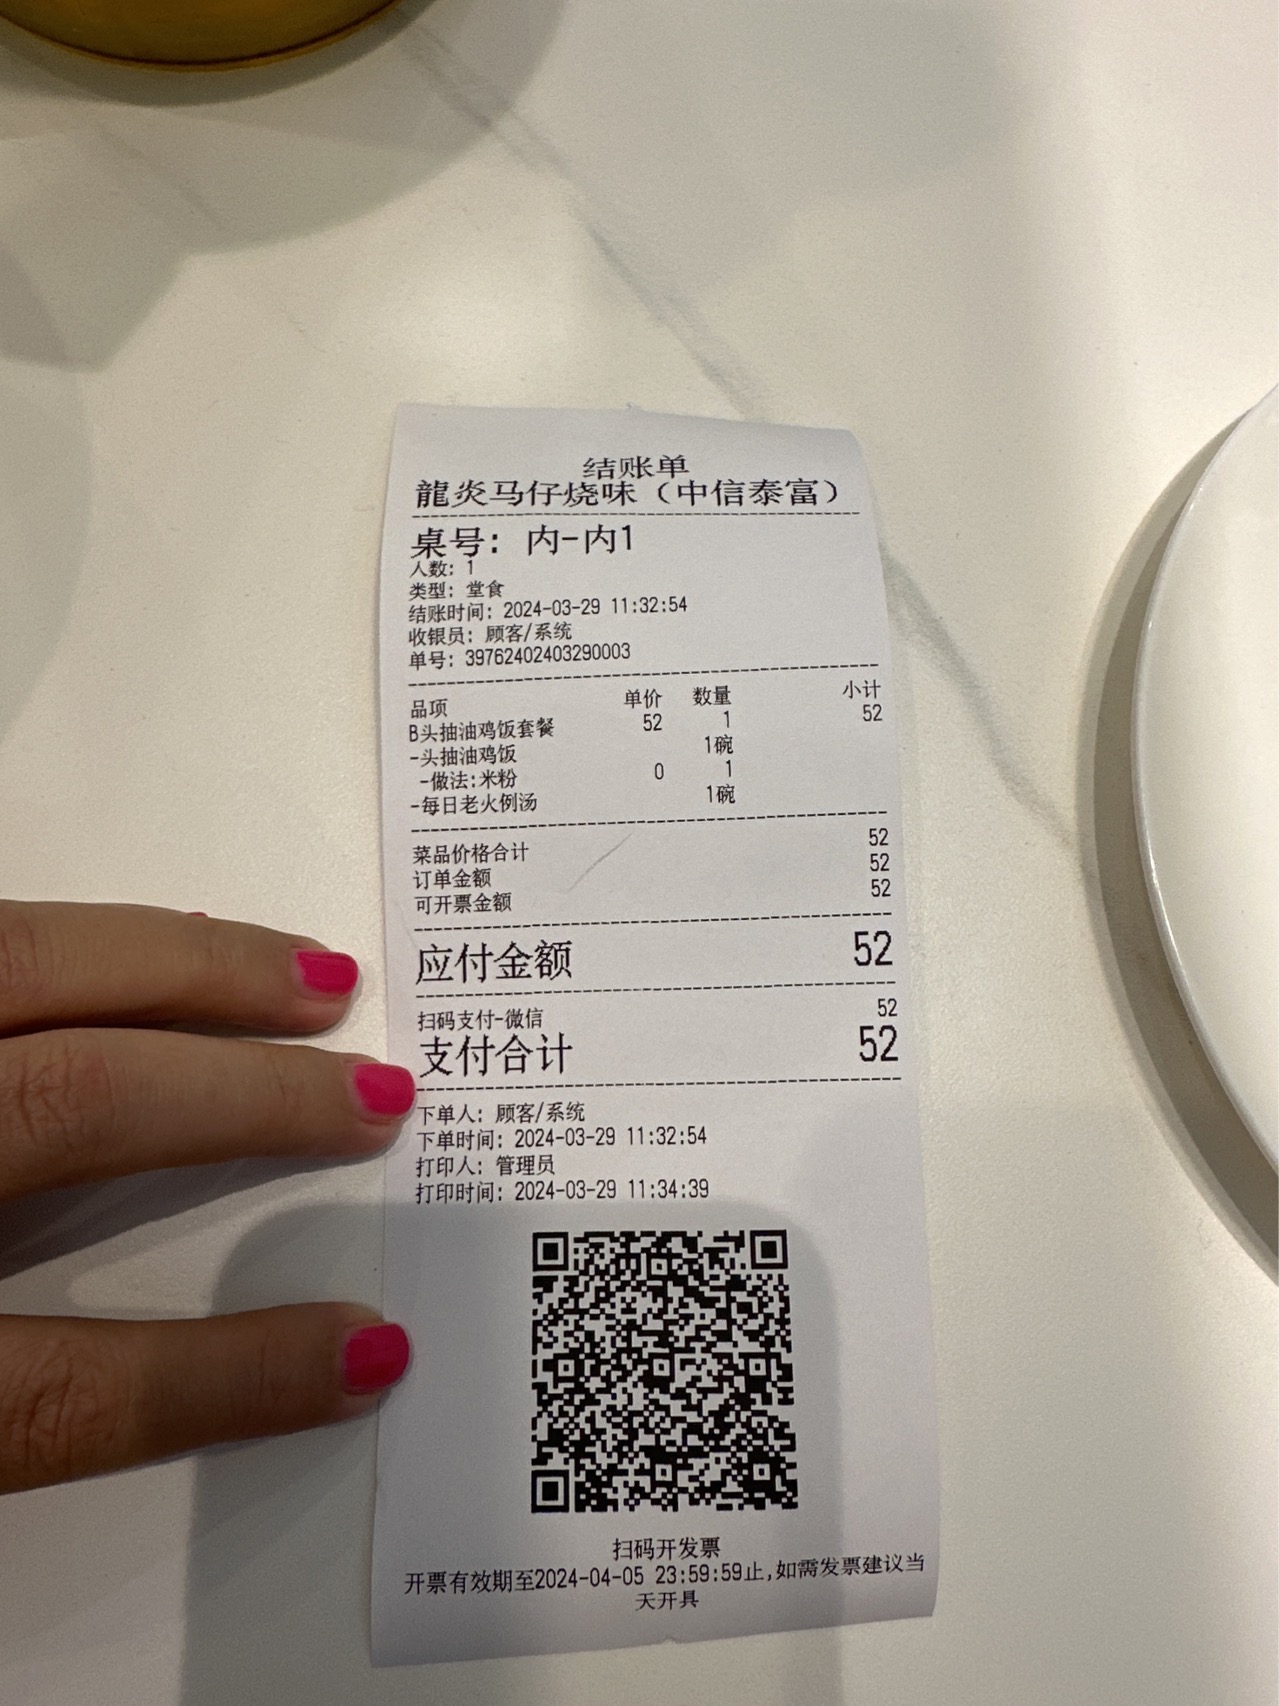 结账单
龍炎马仔烧味（中信泰富）
桌号: 内-内1
人数: 1
类型: 堂食
结账时间: 2024-03-29 11:32:54
收银员: 顾客/系统
单号: 39762402403290003
品项 单价 数量 小计
B头抽油鸡饭套餐 52 1 52
-头抽油鸡饭 1碗
-做法:米粉 0 1
-每日老火例汤 1碗
菜品价格合计 52
订单金额 52
可开票金额 52
应付金额 52
扫码支付-微信 52
支付合计 52
下单人: 顾客/系统
下单时间: 2024-03-29 11:32:54
打印人: 管理员
打印时间: 2024-03-29 11:34:39
扫码开发票
开票有效期至2024-04-05 23:59:59止,如需发票建议当
天开具